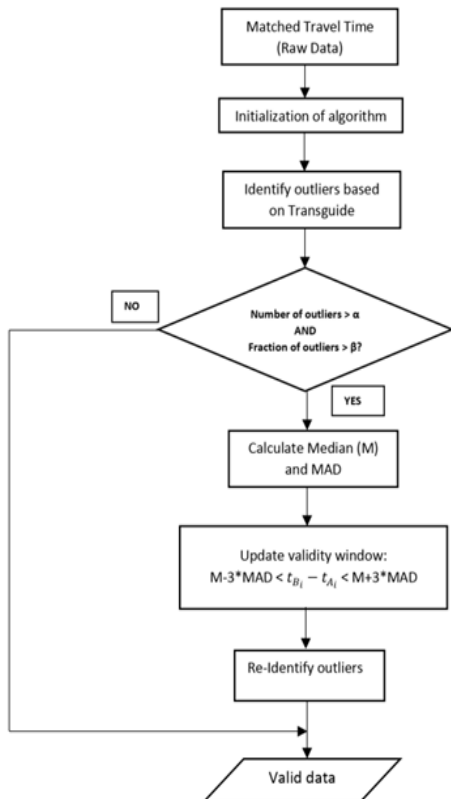 Matched Travel Time
(Raw Data)
Initialization of algorithm
Identify outliers based
on Transguide
NO
Number of outliers > α
AND
Fraction of outliers > β?
YES
Calculate Median (M)
and MAD
Update validity window:
M-3*MAD < t_{B_i} − t_{A_i} < M+3*MAD
Re-Identify outliers
Valid data